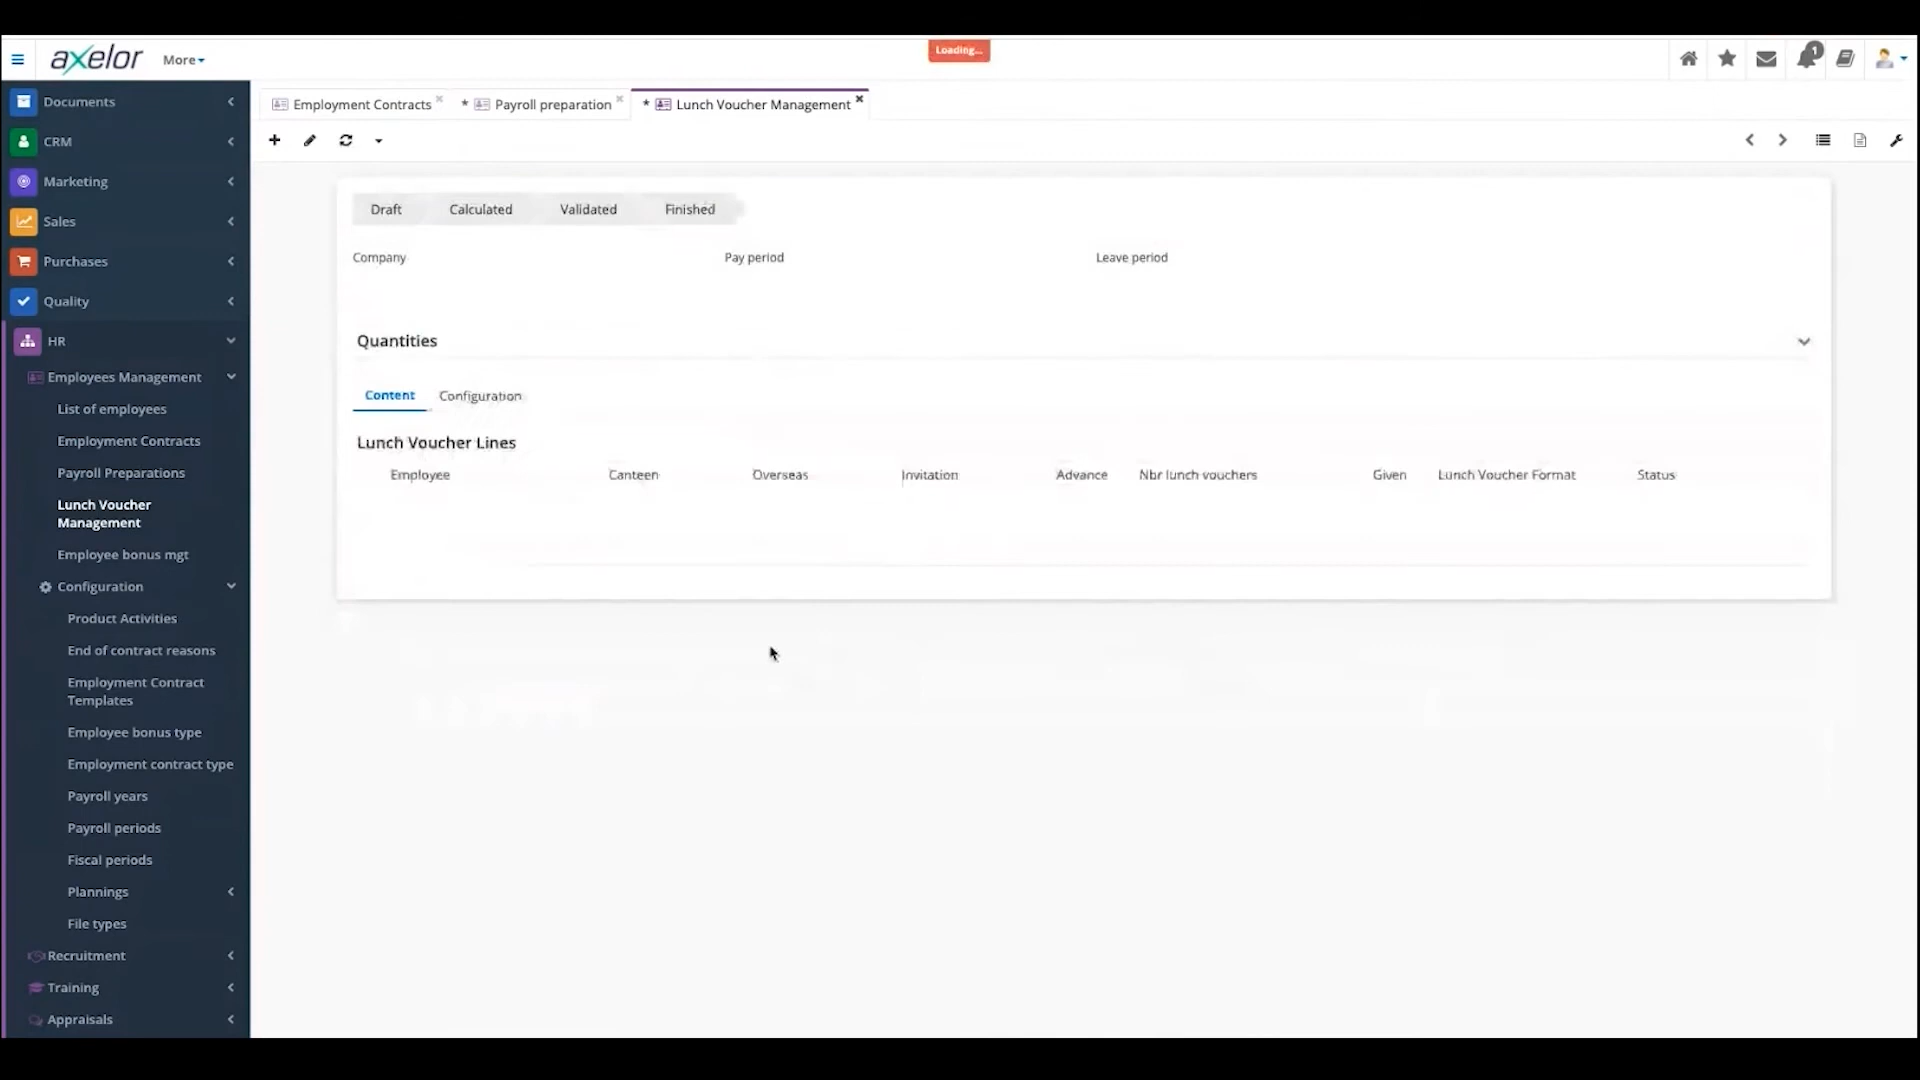 Loading...
axelor More
1
Documents
CRM
Marketing
Sales
Purchases
Quality
HR
Employees Management
List of employees
Employment Contracts
Payroll Preparations
Lunch Voucher
Management
Employee bonus mgt
Configuration
Product Activities
End of contract reasons
Employment Contract
Templates
Employee bonus type
Employment contract type
Payroll years
Payroll periods
Fiscal periods
Plannings
File types
Recruitment
Training
Appraisals
Employment Contracts * Payroll preparation * Lunch Voucher Management
Draft Calculated Validated Finished
Company Pay period Leave period
Quantities
Content Configuration
Lunch Voucher Lines
Employee Canteen Overseas Invitation Advance Nbr lunch vouchers Given Lunch Voucher Format Status